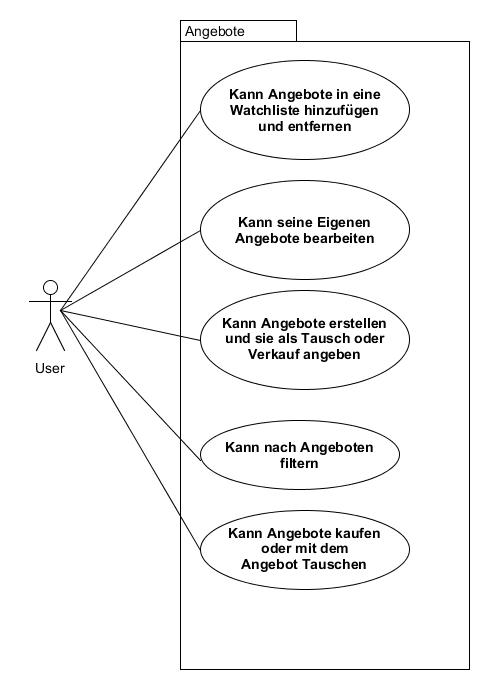 Angebote
Kann Angebote in eine
Watchliste hinzufügen
und entfernen
Kann seine Eigenen
Angebote bearbeiten
Kann Angebote erstellen
und sie als Tausch oder
Verkauf angeben
User
Kann nach Angeboten
filtern
Kann Angebote kaufen
oder mit dem
Angebot Tauschen